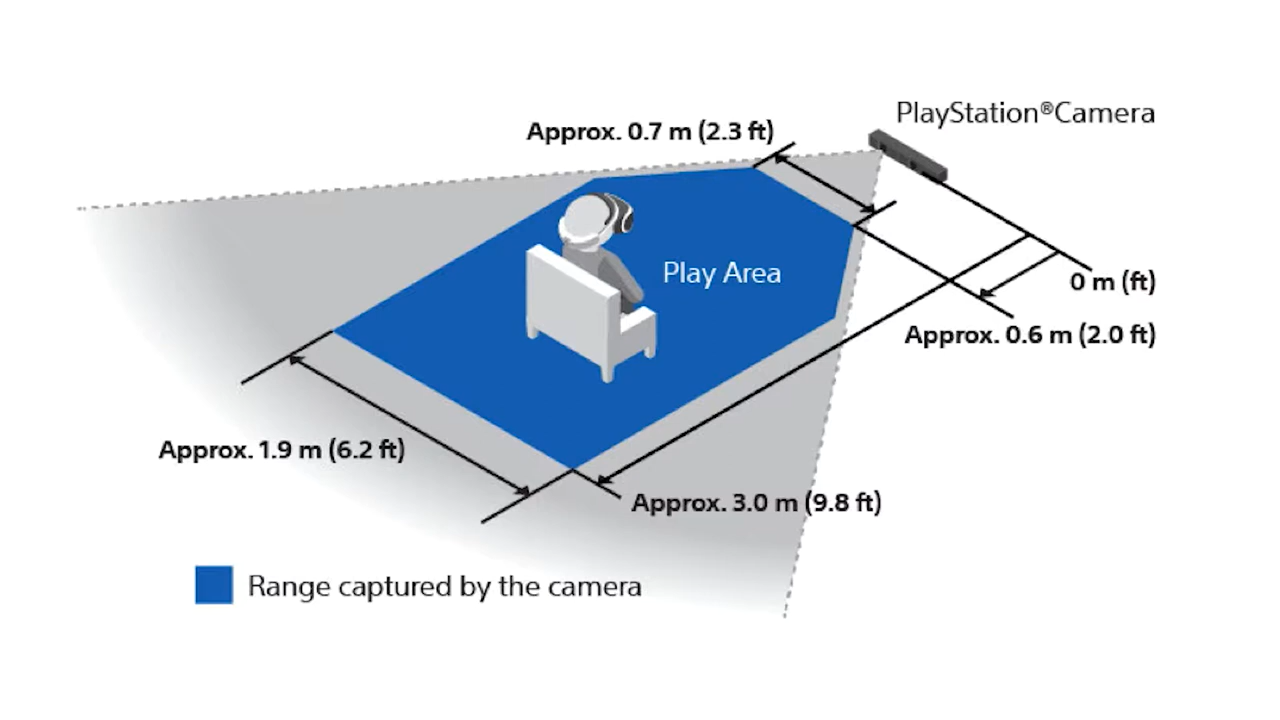 PlayStation®Camera
Approx. 0.7 m (2.3 ft)
Play Area
0 m (ft)
Approx. 0.6 m (2.0 ft)
Approx. 1.9 m (6.2 ft)
Approx. 3.0 m (9.8 ft)
Range captured by the camera